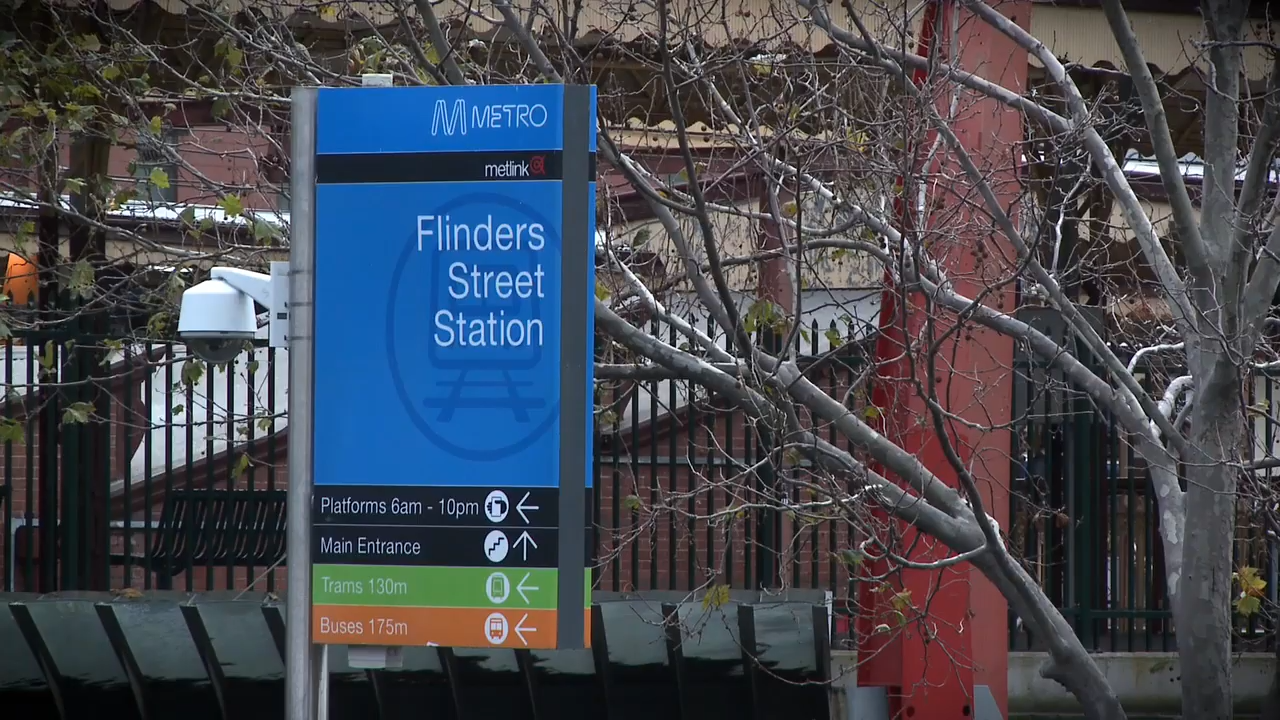 METRO
metlink
Flinders
Street
Station
Platforms 6am - 10pm
Main Entrance
Trams 130m
Buses 175m